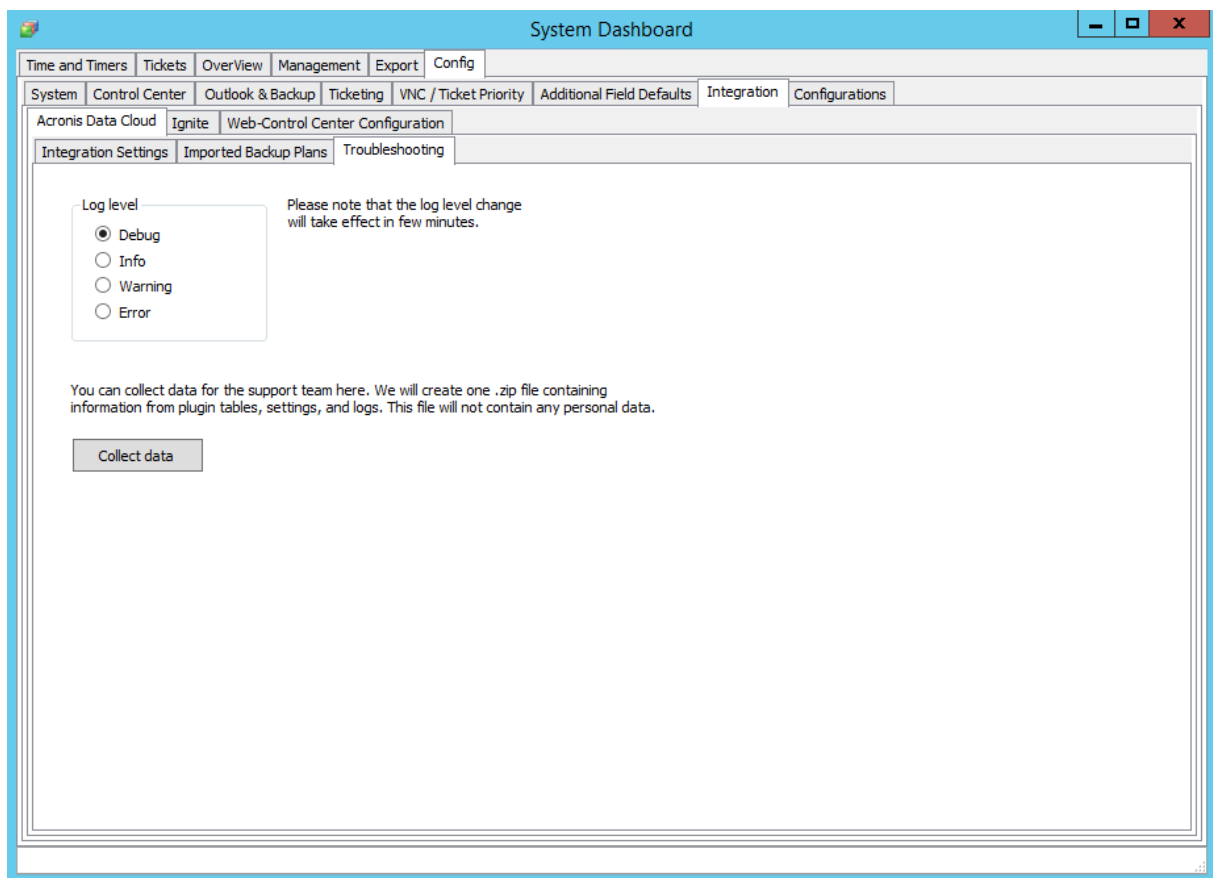 System Dashboard
Time and Timers Tickets OverView Management Export Config
System Control Center Outlook & Backup Ticketing VNC / Ticket Priority Additional Field Defaults Integration Configurations
Acronis Data Cloud Ignite Web-Control Center Configuration
Integration Settings Imported Backup Plans Troubleshooting
Log level
Please note that the log level change
will take effect in few minutes.
Debug
Info
Warning
Error
You can collect data for the support team here. We will create one .zip file containing
information from plugin tables, settings, and logs. This file will not contain any personal data.
Collect data